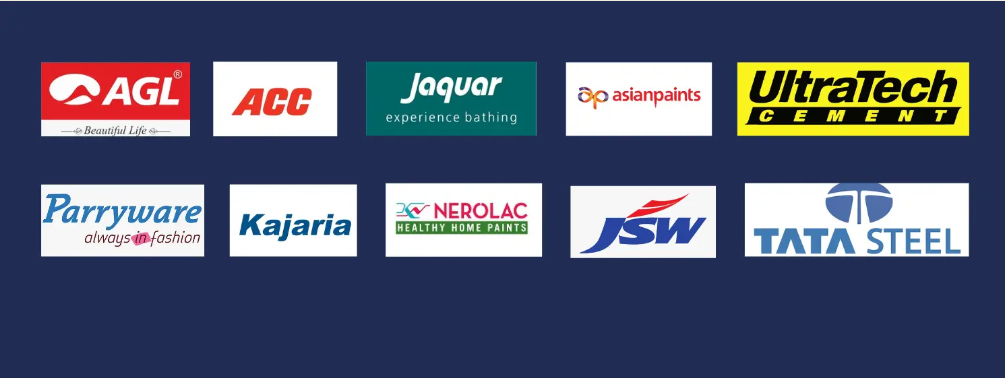 AGL®
Beautiful Life
ACC
Jaquar
experience bathing
ap asianpaints
UltraTech
CEMENT
Parryware
always in fashion
Kajaria
NEROLAC
HEALTHY HOME PAINTS
JSW
TATA STEEL